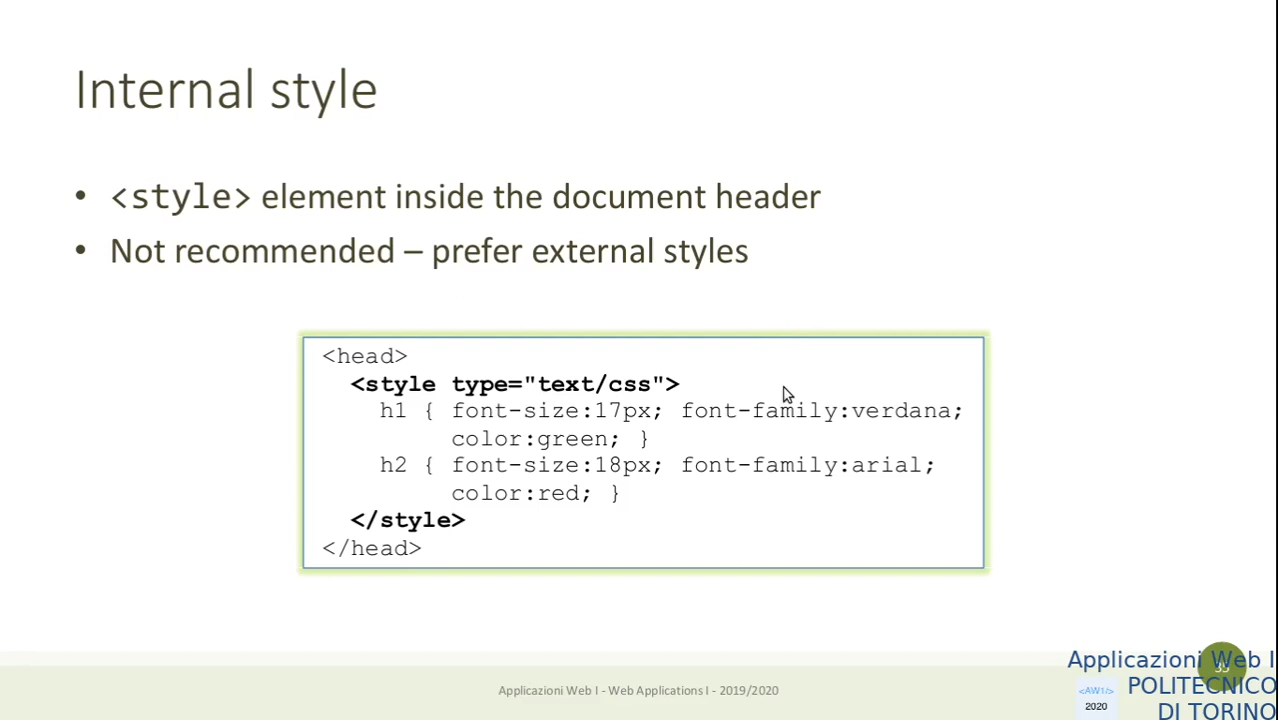 Internal style
• <style> element inside the document header
• Not recommended – prefer external styles
<head>
<style type="text/css">
h1 { font-size:17px; font-family:verdana;
color:green; }
h2 { font-size:18px; font-family:arial;
color:red; }
</style>
</head>
Applicazioni Web I - Web Applications I - 2019/2020
Applicazioni Web I
POLITECNICO
DI TORINO
<AW1/>
2020